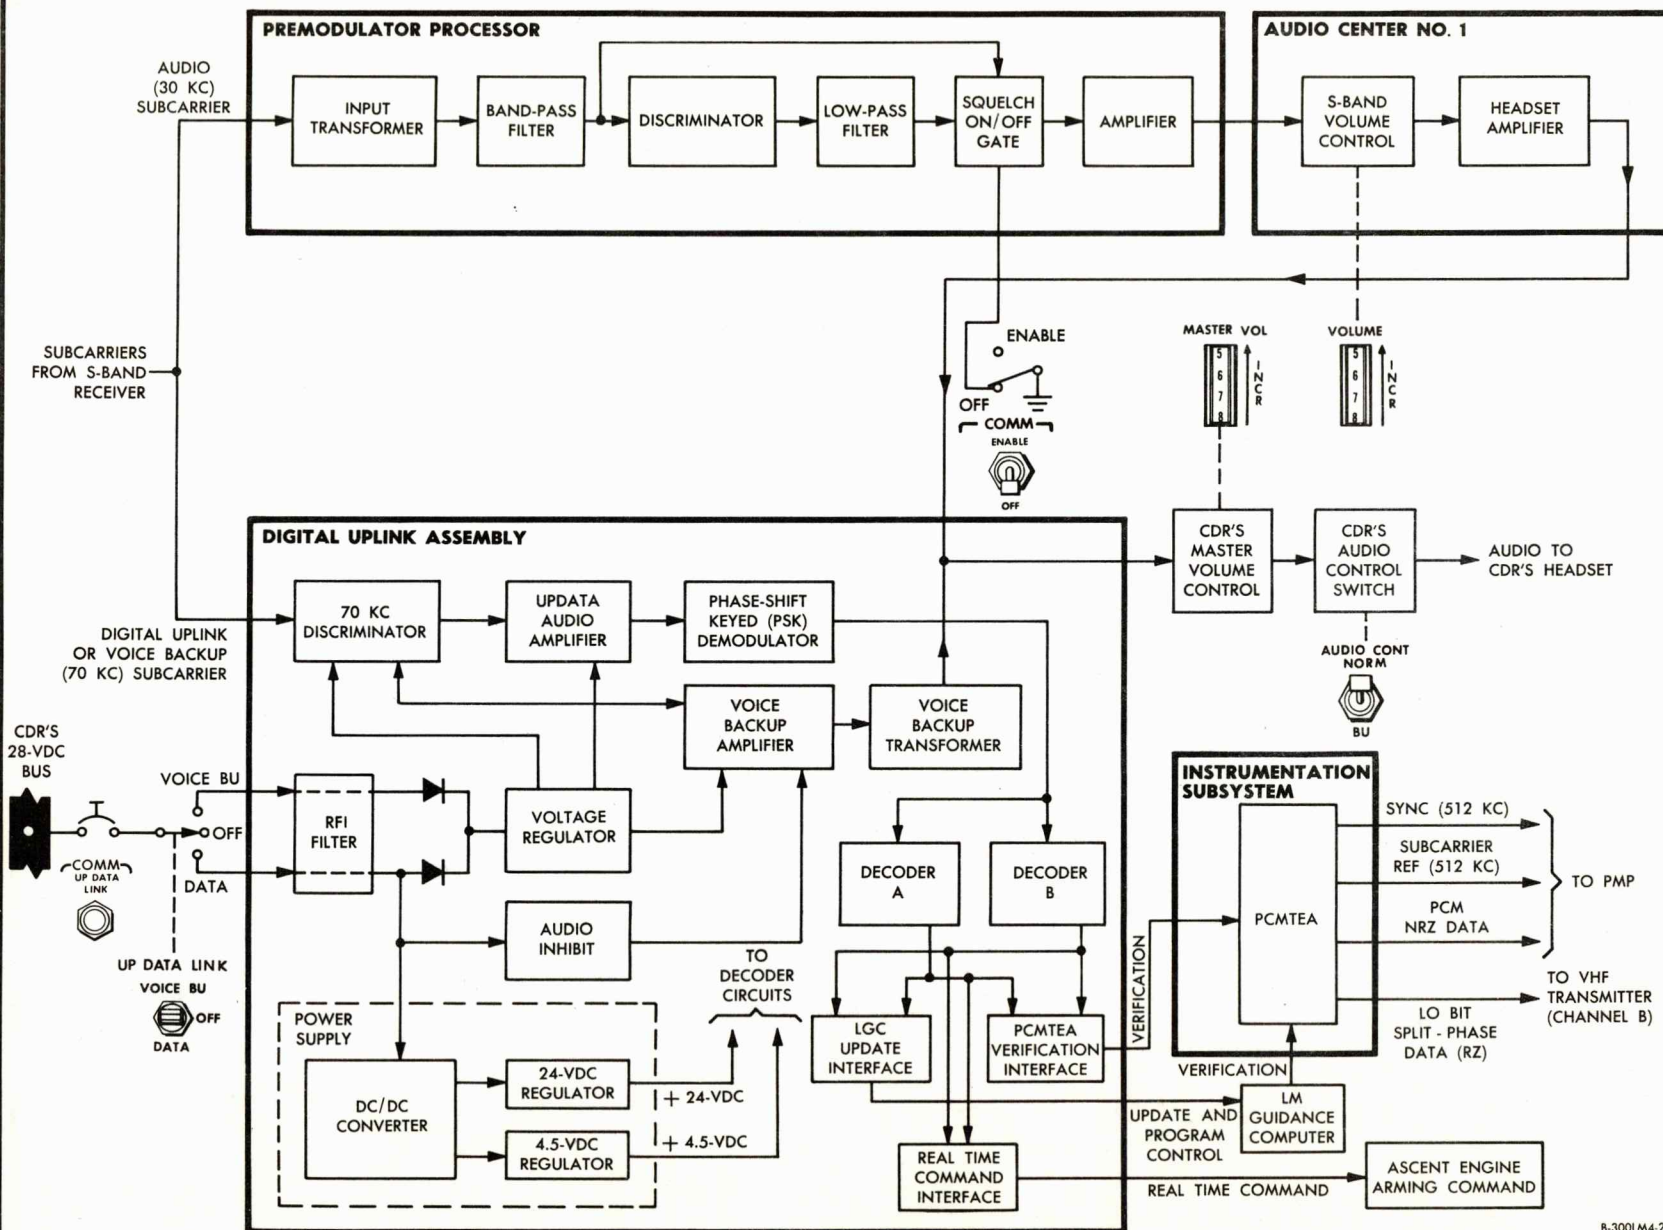 PREMODULATOR PROCESSOR
AUDIO CENTER NO. 1
AUDIO
(30 KC)
SUBCARRIER
INPUT
TRANSFORMER
BAND-PASS
FILTER
DISCRIMINATOR
LOW-PASS
FILTER
SQUELCH
ON/OFF
GATE
AMPLIFIER
S-BAND
VOLUME
CONTROL
HEADSET
AMPLIFIER
SUBCARRIERS
FROM S-BAND
RECEIVER
ENABLE
OFF
COMM
ENABLE
OFF
MASTER VOL
5
6
7
8
INCR
VOLUME
5
6
7
8
INCR
DIGITAL UPLINK ASSEMBLY
CDR'S
MASTER
VOLUME
CONTROL
CDR'S
AUDIO
CONTROL
SWITCH
AUDIO TO
CDR'S HEADSET
AUDIO CONT
NORM
BU
70 KC
DISCRIMINATOR
UPDATA
AUDIO
AMPLIFIER
PHASE-SHIFT
KEYED (PSK)
DEMODULATOR
DIGITAL UPLINK
OR VOICE BACKUP
(70 KC) SUBCARRIER
VOICE
BACKUP
AMPLIFIER
VOICE
BACKUP
TRANSFORMER
CDR'S
28-VDC
BUS
VOICE BU
OFF
DATA
COMM
UP DATA
LINK
RFI
FILTER
VOLTAGE
REGULATOR
DECODER
A
DECODER
B
INSTRUMENTATION
SUBSYSTEM
PCMTEA
SYNC (512 KC)
SUBCARRIER
REF (512 KC)
PCM
NRZ DATA
TO PMP
LO BIT
SPLIT - PHASE
DATA (RZ)
TO VHF
TRANSMITTER
(CHANNEL B)
UP DATA LINK
VOICE BU
OFF
DATA
AUDIO
INHIBIT
TO
DECODER
CIRCUITS
VERIFICATION
POWER
SUPPLY
DC/DC
CONVERTER
24-VDC
REGULATOR
+ 24-VDC
4.5-VDC
REGULATOR
+ 4.5-VDC
LGC
UPDATE
INTERFACE
PCMTEA
VERIFICATION
INTERFACE
VERIFICATION
UPDATE AND
PROGRAM
CONTROL
LM
GUIDANCE
COMPUTER
REAL TIME
COMMAND
INTERFACE
REAL TIME COMMAND
ASCENT ENGINE
ARMING COMMAND